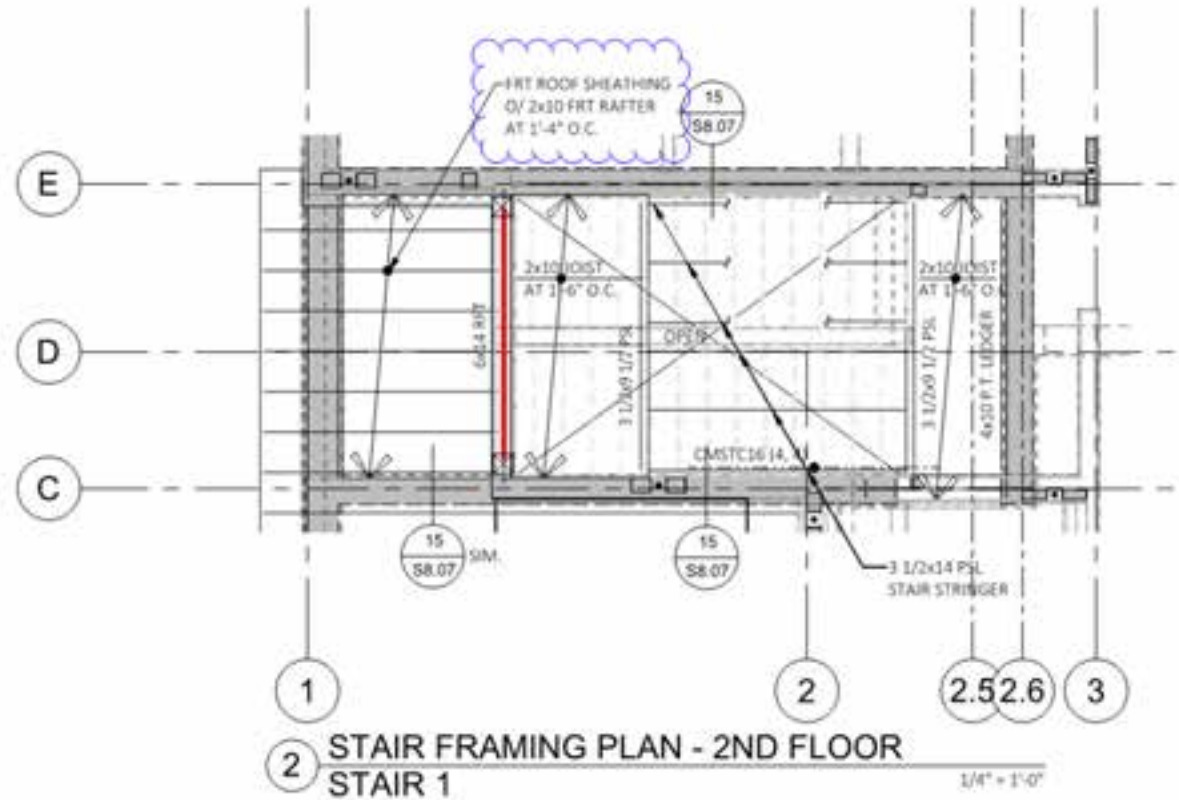 FRT ROOF SHEATHING
O/ 2x10 FRT RAFTER
AT 1'-4" O.C.
15
S8.07
E
2x10 JOIST
AT 1'-6" O.C.
2x10 JOIST
AT 1'-6" O.
D
6x14 RFT
3 1/2x9 1/2 PSL
OPEN
3 1/2x9 1/2 PSL
4x10 P.T. LEDGER
CMSTC16 (4,
C
15
S8.07
SIM.
15
S8.07
3 1/2x14 PSL
STAIR STRINGER
1
2
2.5
2.6
3
2
STAIR FRAMING PLAN - 2ND FLOOR
STAIR 1
1/4" = 1'-0"